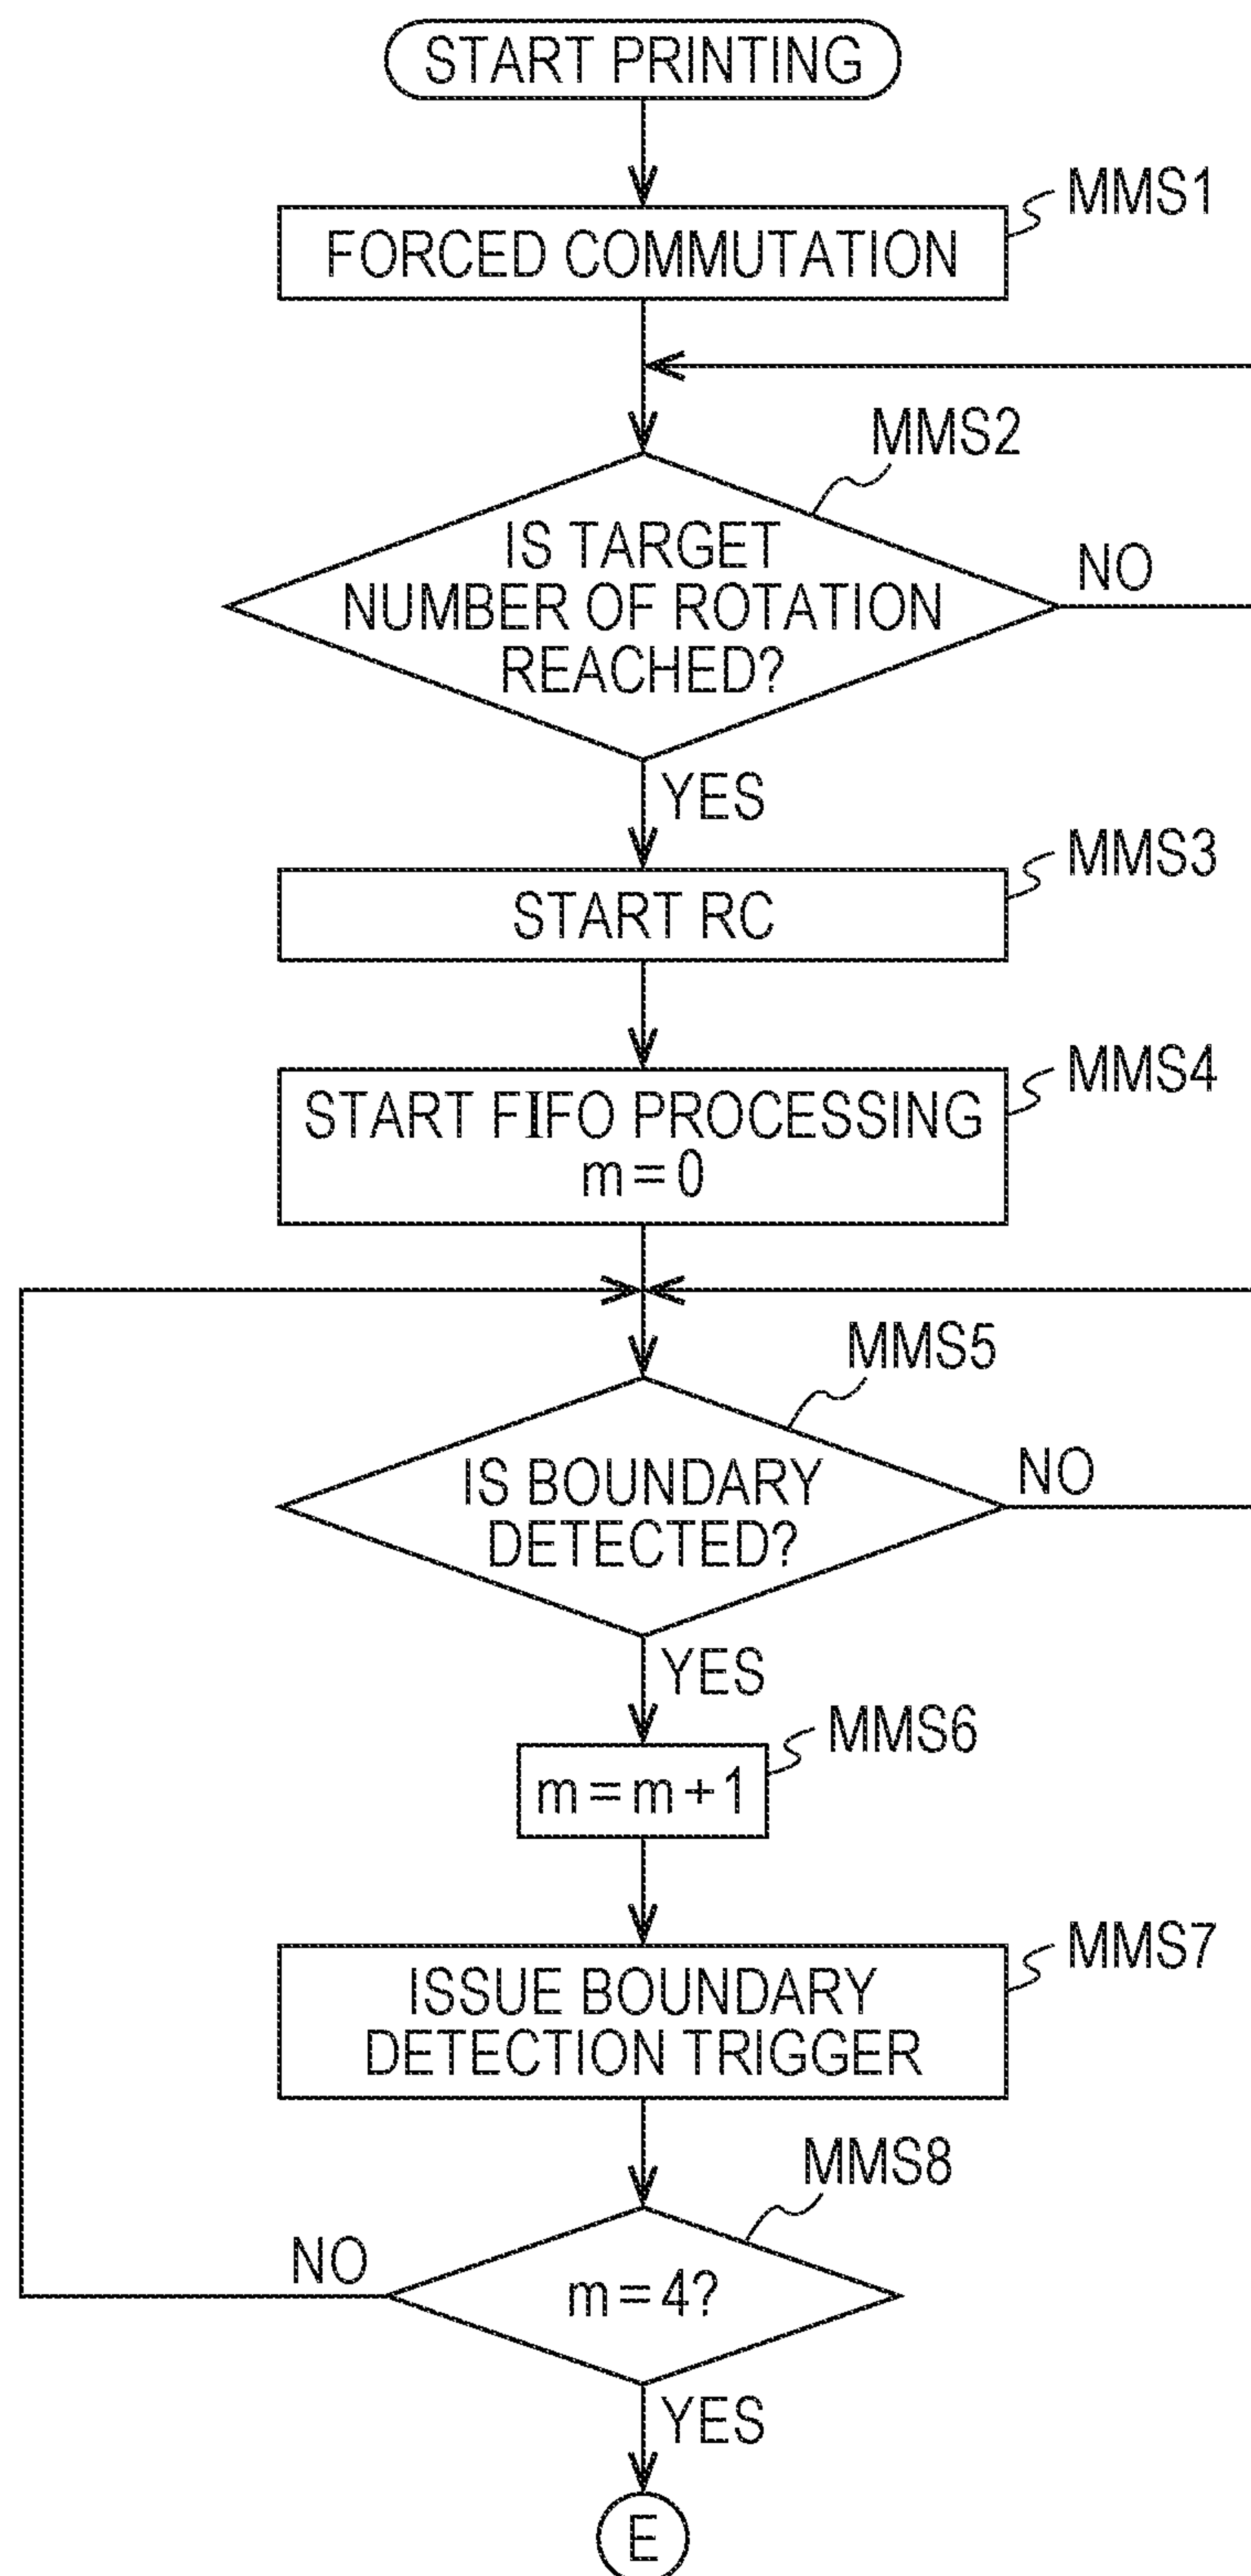 START PRINTING
MMS1
FORCED COMMUTATION
MMS2
IS TARGET
NUMBER OF ROTATION
REACHED?
NO
YES
MMS3
START RC
MMS4
START FIFO PROCESSING
m=0
MMS5
IS BOUNDARY
DETECTED?
NO
YES
MMS6
m=m+1
MMS7
ISSUE BOUNDARY
DETECTION TRIGGER
MMS8
NO
m=4?
YES
E